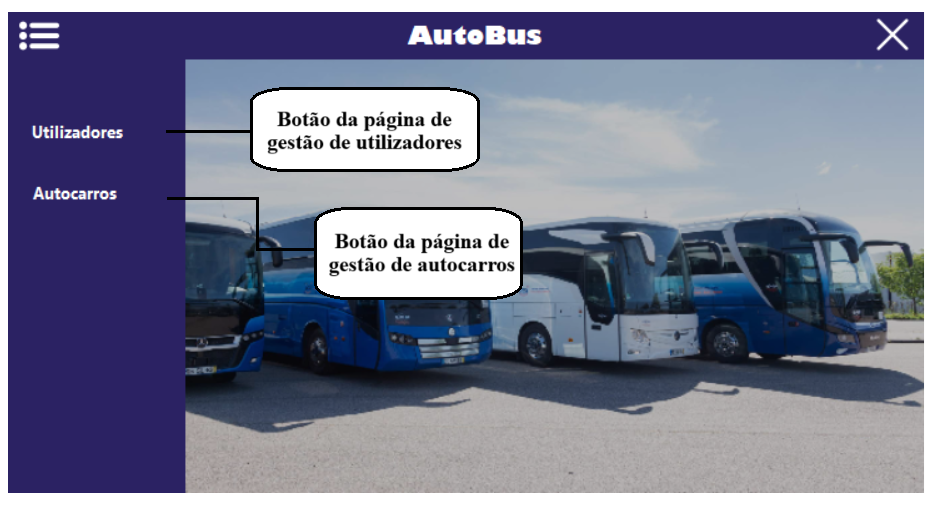 AutoBus
Utilizadores
Botão da página de
gestão de utilizadores
Autocarros
Botão da página de
gestão de autocarros